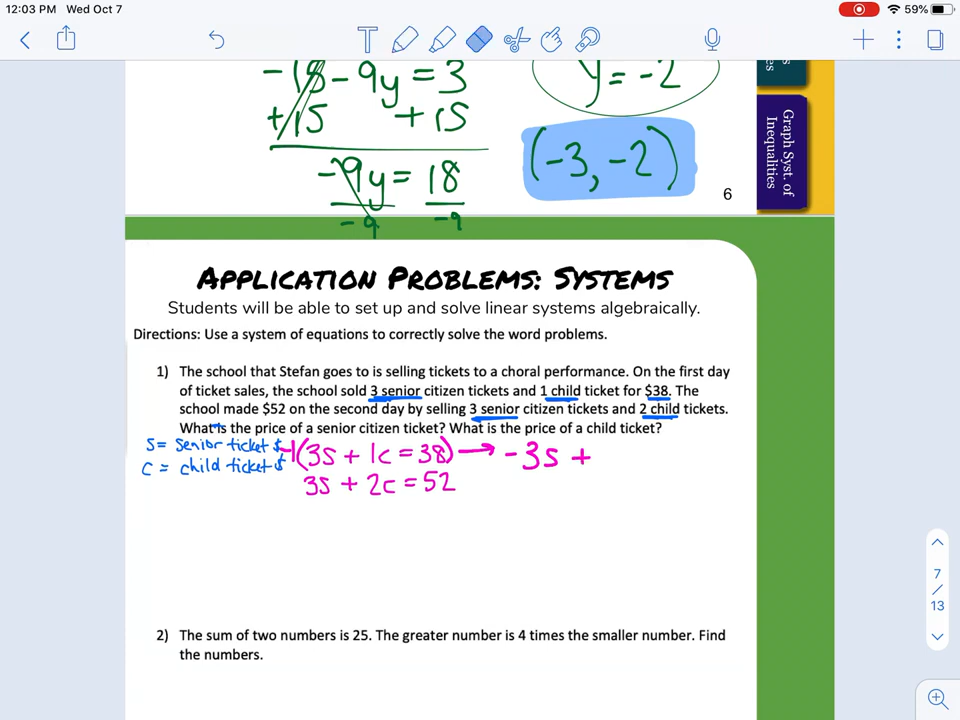 12:03 PM Wed Oct 7
59%
T
-18 - 9y = 3
+15 +15
-9y = 18
-9 -9
y = -2
(-3, -2)
6
Graph Syst. of
Inequalities
APPLICATION PROBLEMS: SYSTEMS
Students will be able to set up and solve linear systems algebraically.
Directions: Use a system of equations to correctly solve the word problems.
1) The school that Stefan goes to is selling tickets to a choral performance. On the first day
of ticket sales, the school sold 3 senior citizen tickets and 1 child ticket for $38. The
school made $52 on the second day by selling 3 senior citizen tickets and 2 child tickets.
What is the price of a senior citizen ticket? What is the price of a child ticket?
S = senior ticket $
C = child ticket $
-1(3s + 1c = 38) → -3s +
3s + 2c = 52
2) The sum of two numbers is 25. The greater number is 4 times the smaller number. Find
the numbers.
7
/
13